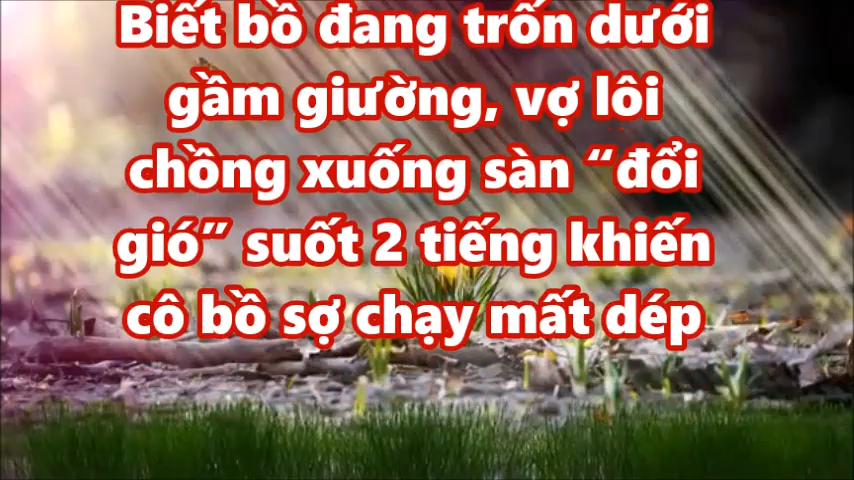 Biết bồ đang trốn dưới
gầm giường, vợ lôi
chồng xuống sàn “đổi
gió” suốt 2 tiếng khiến
cô bồ sợ chạy mất dép